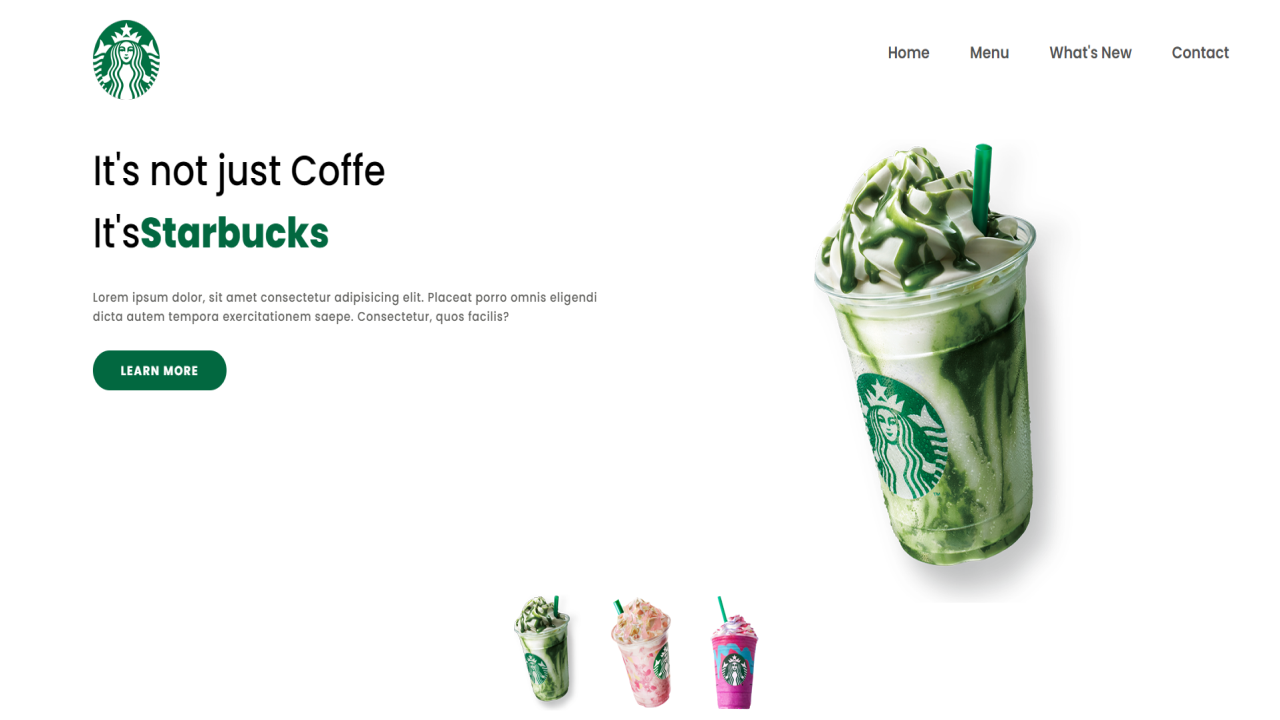 Home Menu What's New Contact
It's not just Coffe
It'sStarbucks
Lorem ipsum dolor, sit amet consectetur adipisicing elit. Placeat porro omnis eligendi
dicta autem tempora exercitationem saepe. Consectetur, quos facilis?
LEARN MORE